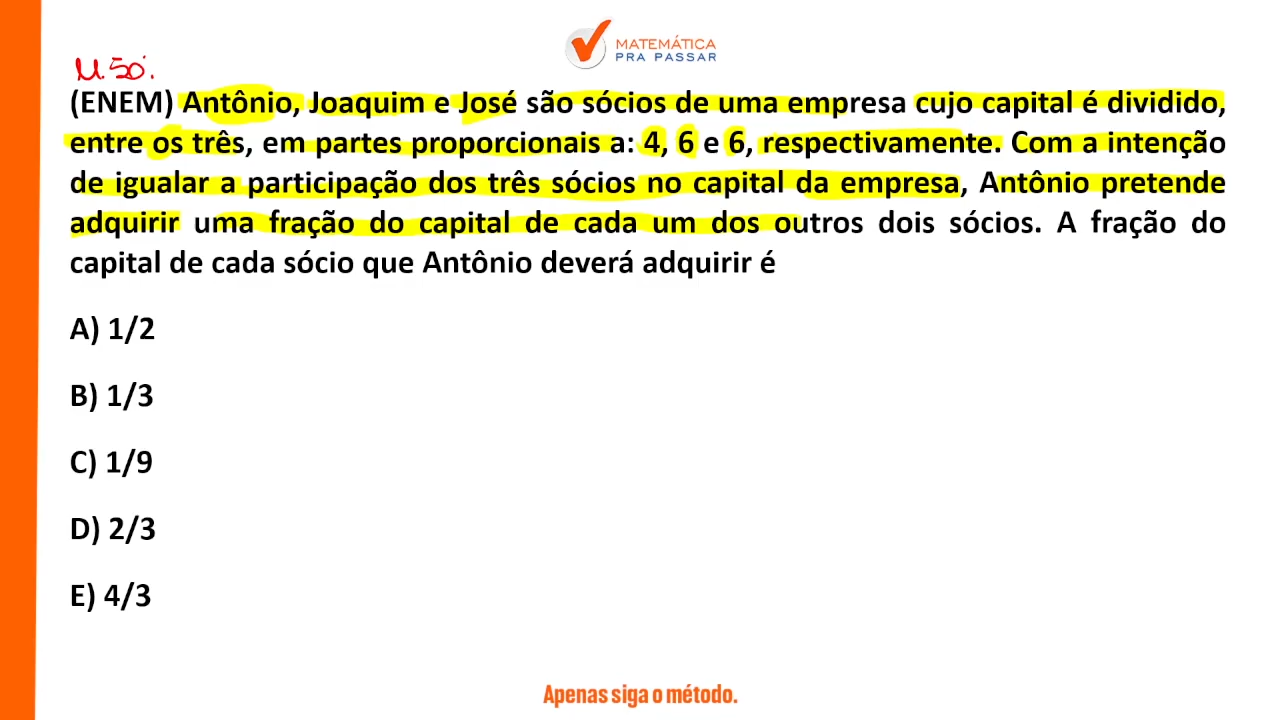 MATEMÁTICA
PRA PASSAR
(ENEM) Antônio, Joaquim e José são sócios de uma empresa cujo capital é dividido,
entre os três, em partes proporcionais a: 4, 6 e 6, respectivamente. Com a intenção
de igualar a participação dos três sócios no capital da empresa, Antônio pretende
adquirir uma fração do capital de cada um dos outros dois sócios. A fração do
capital de cada sócio que Antônio deverá adquirir é
A) 1/2
B) 1/3
C) 1/9
D) 2/3
E) 4/3
Apenas siga o método.